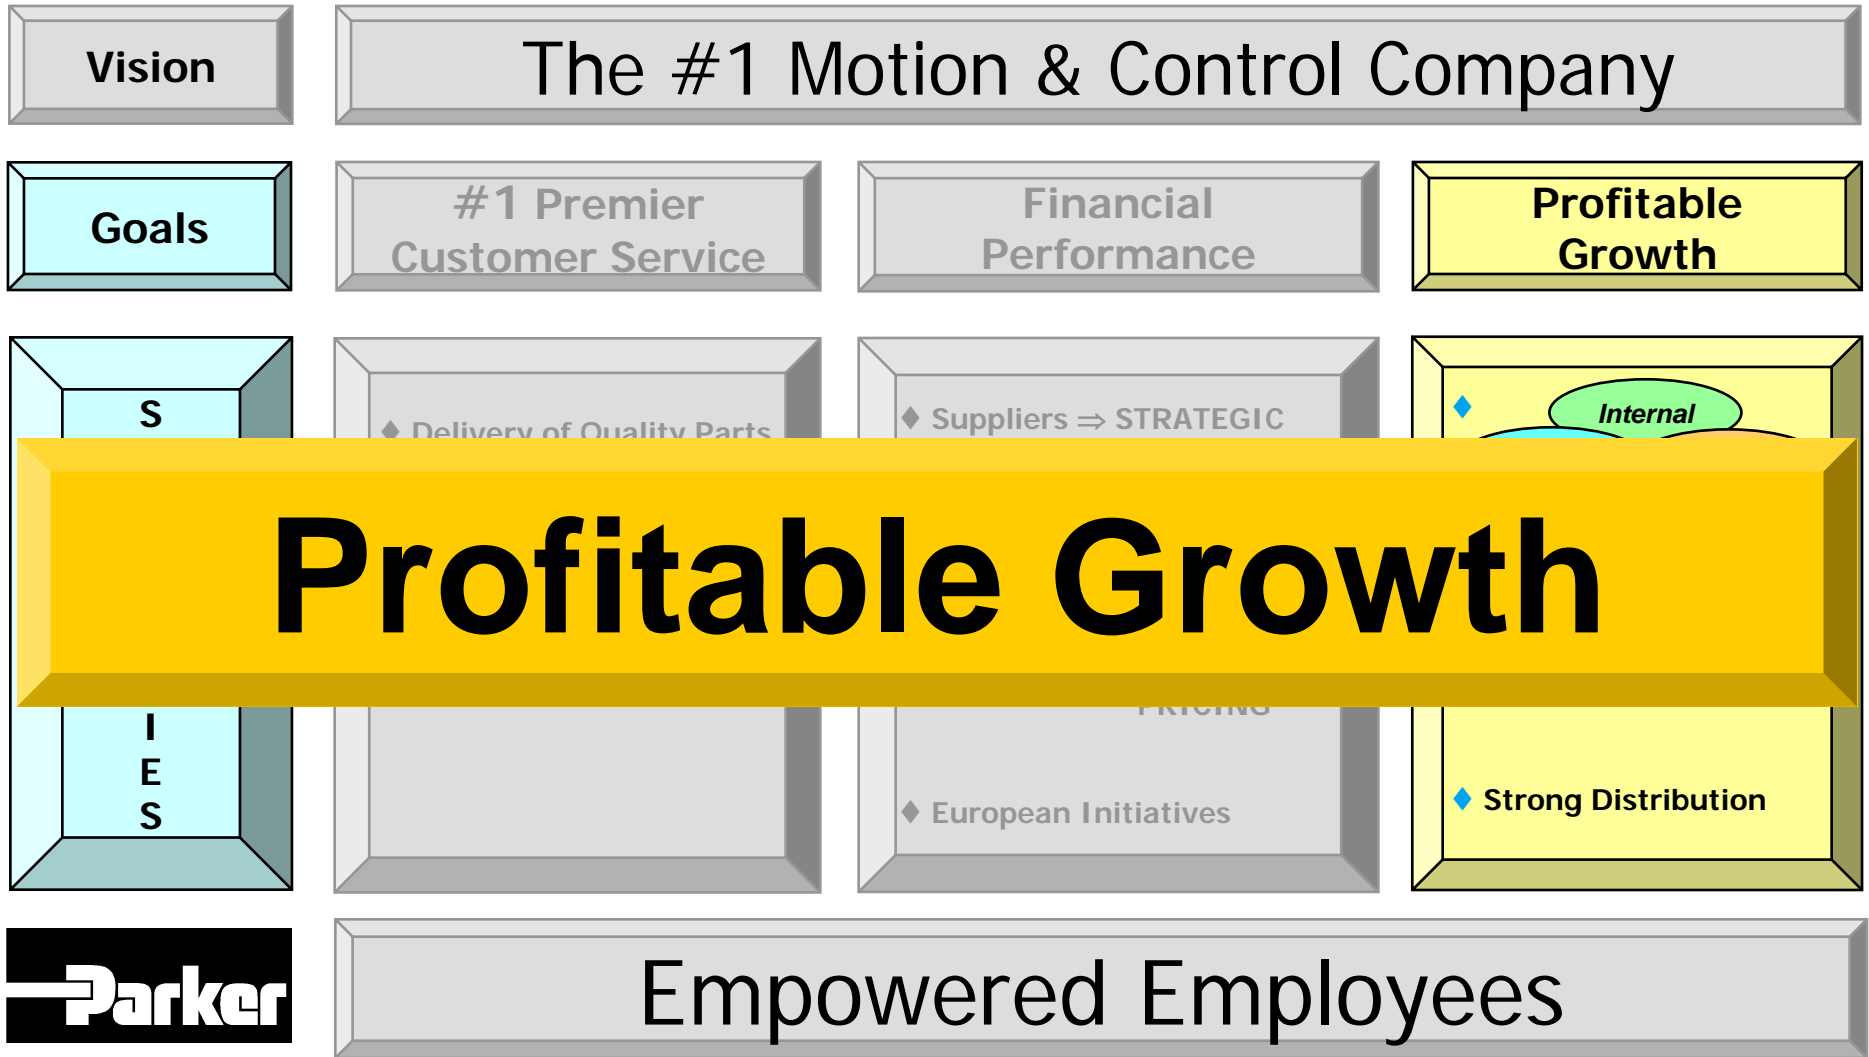 Vision
The #1 Motion & Control Company
Goals
#1 Premier
Customer Service
Financial
Performance
Profitable
Growth
S
♦ Delivery of Quality Parts
♦ Suppliers ⇒ STRATEGIC
♦
Internal
Profitable Growth
PRICING
I
E
S
♦ European Initiatives
♦ Strong Distribution
Parker
Empowered Employees